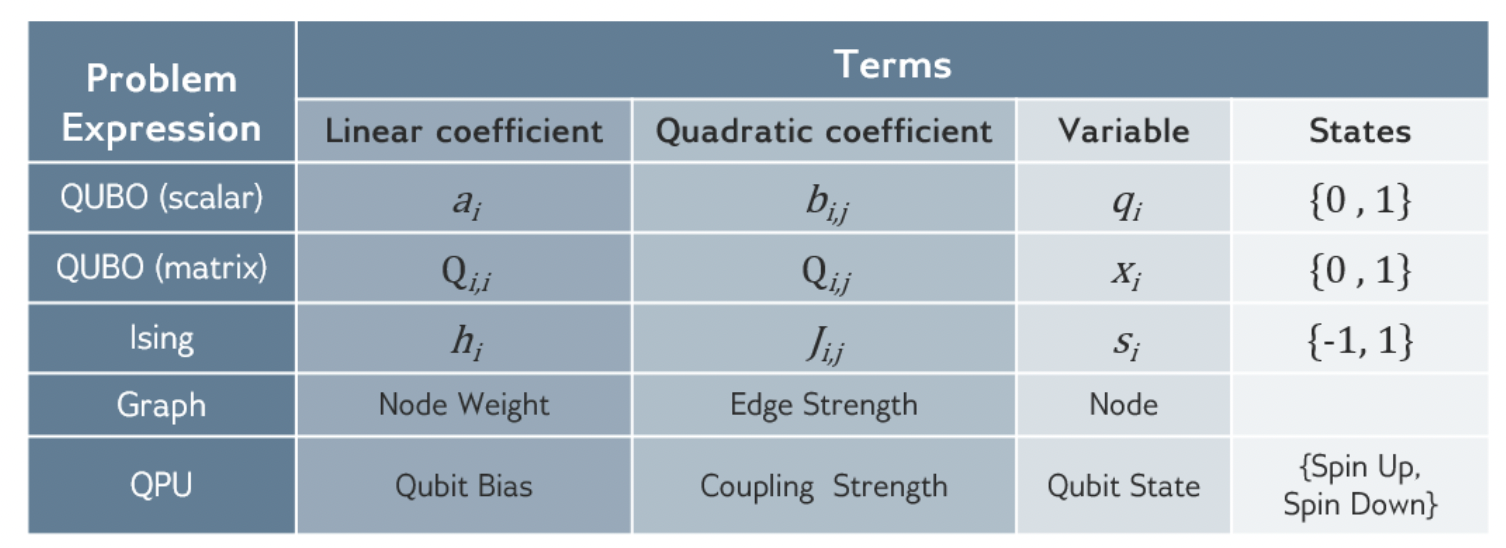 Problem Expression
Terms
Linear coefficient Quadratic coefficient Variable States
QUBO (scalar) a_i b_{i,j} q_i {0 , 1}
QUBO (matrix) Q_{i,i} Q_{i,j} x_i {0 , 1}
Ising h_i J_{i,j} s_i {-1, 1}
Graph Node Weight Edge Strength Node
QPU Qubit Bias Coupling Strength Qubit State {Spin Up,
Spin Down}